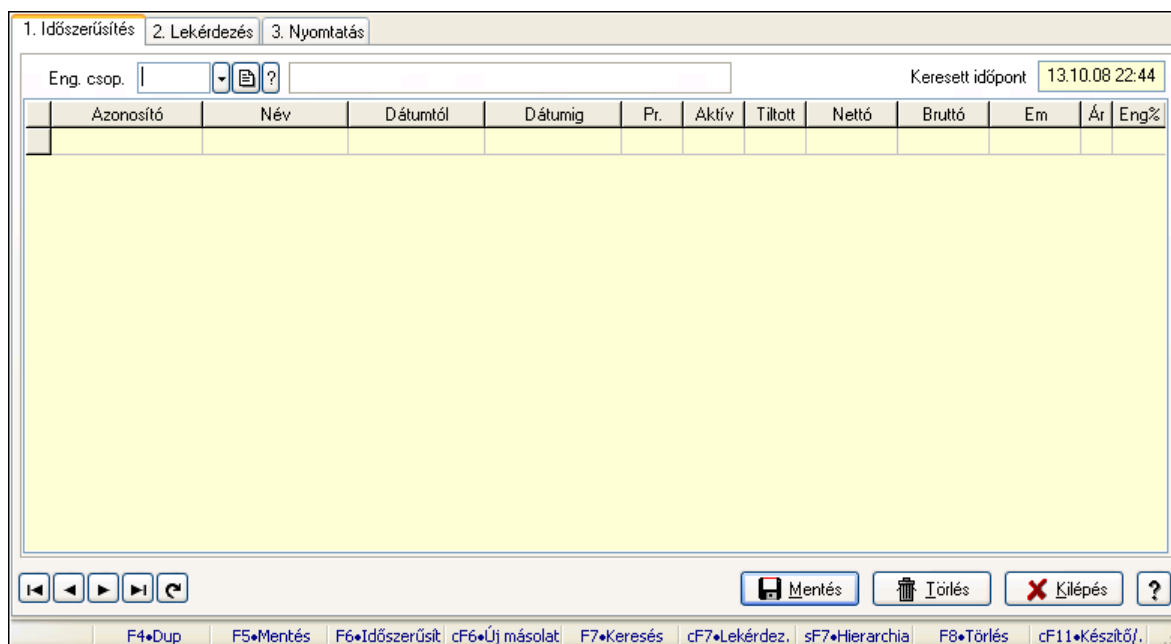 1. Időszerűsítés 2. Lekérdezés 3. Nyomtatás
Eng. csop. ? Keresett időpont 13.10.08 22:44
Azonosító Név Dátumtól Dátumig Pr. Aktív Tiltott Nettó Bruttó Em Ár Eng%
Mentés Törlés Kilépés ?
F4•Dup F5•Mentés F6•Időszerűsít cF6•Új másolat F7•Keresés cF7•Lekérdez. sF7•Hierarchia F8•Törlés cF11•Készítő/.